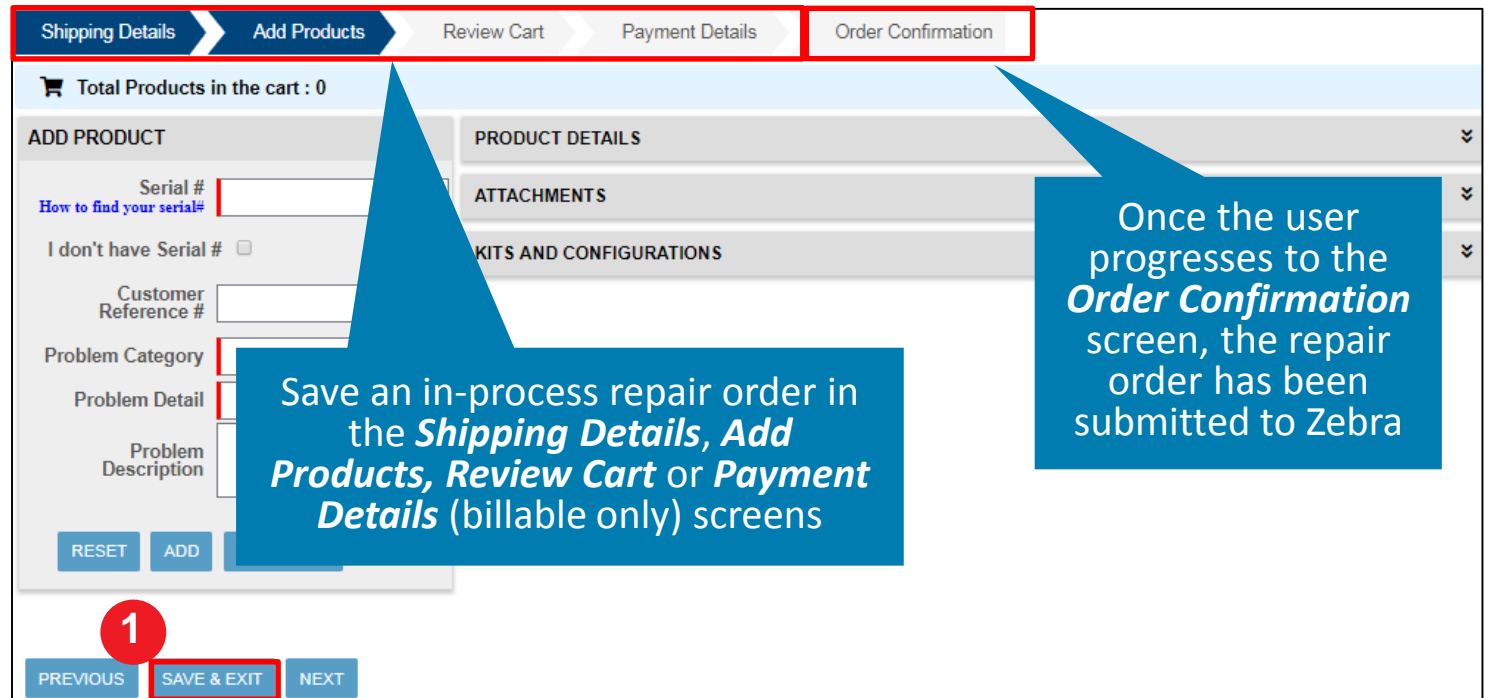 Shipping Details Add Products Review Cart Payment Details Order Confirmation
Total Products in the cart : 0
ADD PRODUCT
Serial #
How to find your serial#
I don't have Serial #
Customer
Reference #
Problem Category
Problem Detail
Problem
Description
RESET ADD
PRODUCT DETAILS
ATTACHMENTS
KITS AND CONFIGURATIONS
Save an in-process repair order in
the Shipping Details, Add
Products, Review Cart or Payment
Details (billable only) screens
Once the user
progresses to the
Order Confirmation
screen, the repair
order has been
submitted to Zebra
1
PREVIOUS SAVE & EXIT NEXT